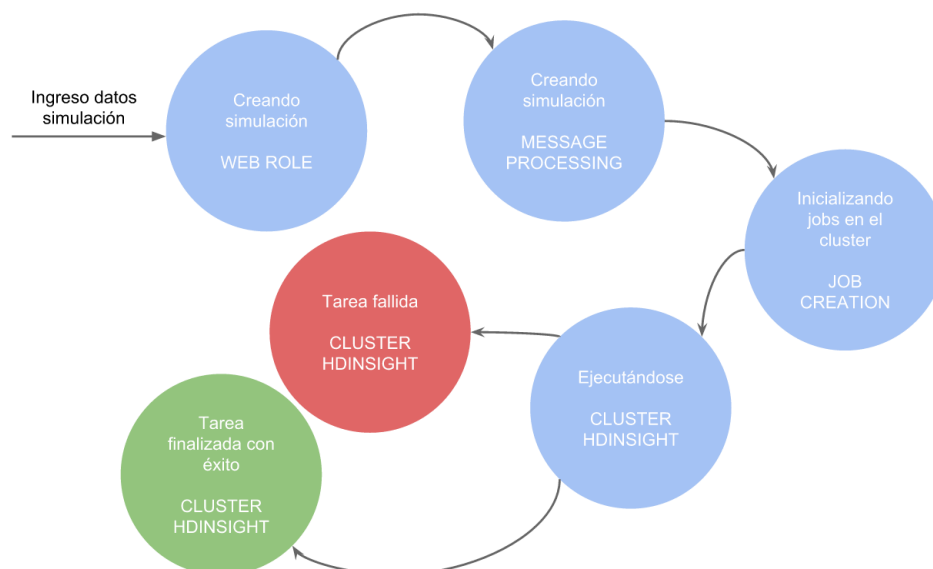 Ingreso datos
simulación
Creando
simulación
WEB ROLE
Creando
simulación
MESSAGE
PROCESSING
Inicializando
jobs en el
cluster
JOB
CREATION
Ejecutándose
CLUSTER
HDINSIGHT
Tarea fallida
CLUSTER
HDINSIGHT
Tarea
finalizada con
éxito
CLUSTER
HDINSIGHT